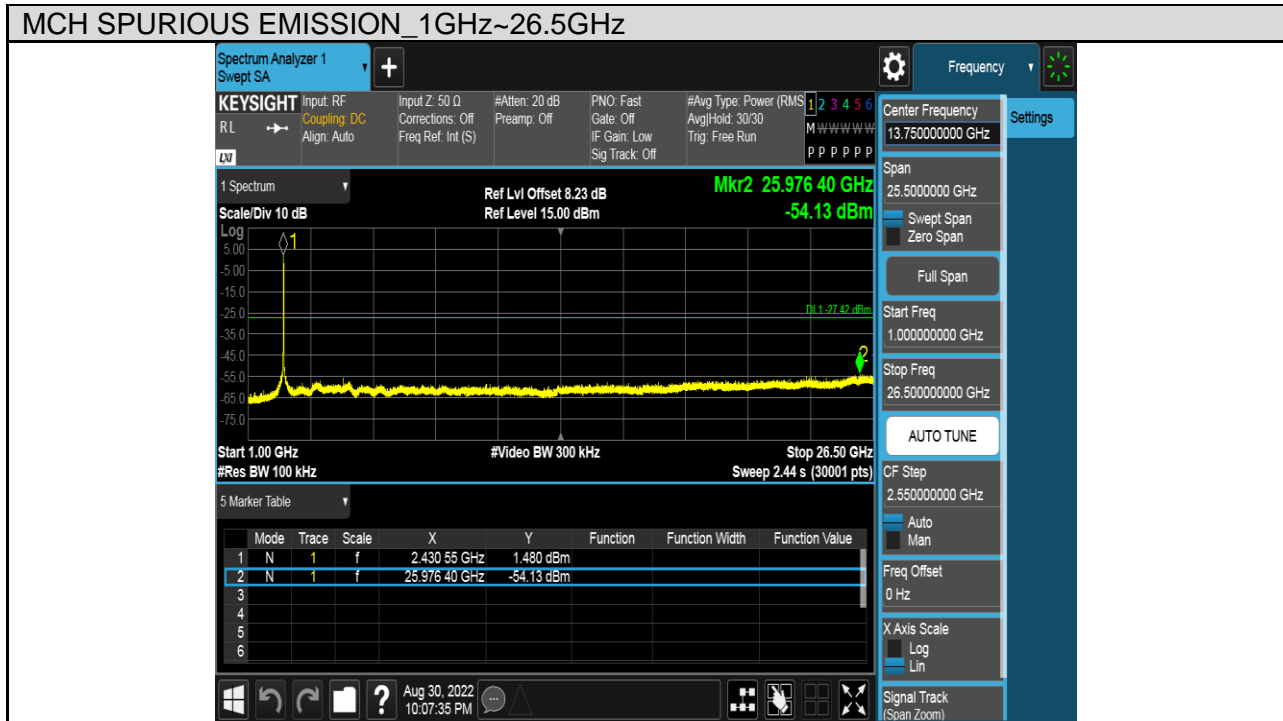 MCH SPURIOUS EMISSION_1GHz~26.5GHz
Spectrum Analyzer 1
Swept SA
+
Frequency
KEYSIGHT
RL
LXI
Input: RF
Coupling: DC
Align: Auto
Input Z: 50 Ω
Corrections: Off
Freq Ref: Int (S)
#Atten: 20 dB
Preamp: Off
PNO: Fast
Gate: Off
IF Gain: Low
Sig Track: Off
#Avg Type: Power (RMS
Avg|Hold: 30/30
Trig: Free Run
1 2 3 4 5 6
M W W W W W
P P P P P P
1 Spectrum
Scale/Div 10 dB
Ref Lvl Offset 8.23 dB
Ref Level 15.00 dBm
Mkr2 25.976 40 GHz
-54.13 dBm
Log
5.00
-5.00
-15.0
-25.0
-35.0
-45.0
-55.0
-65.0
-75.0
1
DL1 -27.42 dBm
2
Start 1.00 GHz
#Video BW 300 kHz
Stop 26.50 GHz
#Res BW 100 kHz
Sweep 2.44 s (30001 pts)
5 Marker Table
Mode Trace Scale X Y Function Function Width Function Value
1 N 1 f 2.430 55 GHz 1.480 dBm
2 N 1 f 25.976 40 GHz -54.13 dBm
3
4
5
6
Center Frequency
13.750000000 GHz
Settings
Span
25.5000000 GHz
Swept Span
Zero Span
Full Span
Start Freq
1.000000000 GHz
Stop Freq
26.500000000 GHz
AUTO TUNE
CF Step
2.550000000 GHz
Auto
Man
Freq Offset
0 Hz
X Axis Scale
Log
Lin
Signal Track
(Span Zoom)
?
Aug 30, 2022
10:07:35 PM